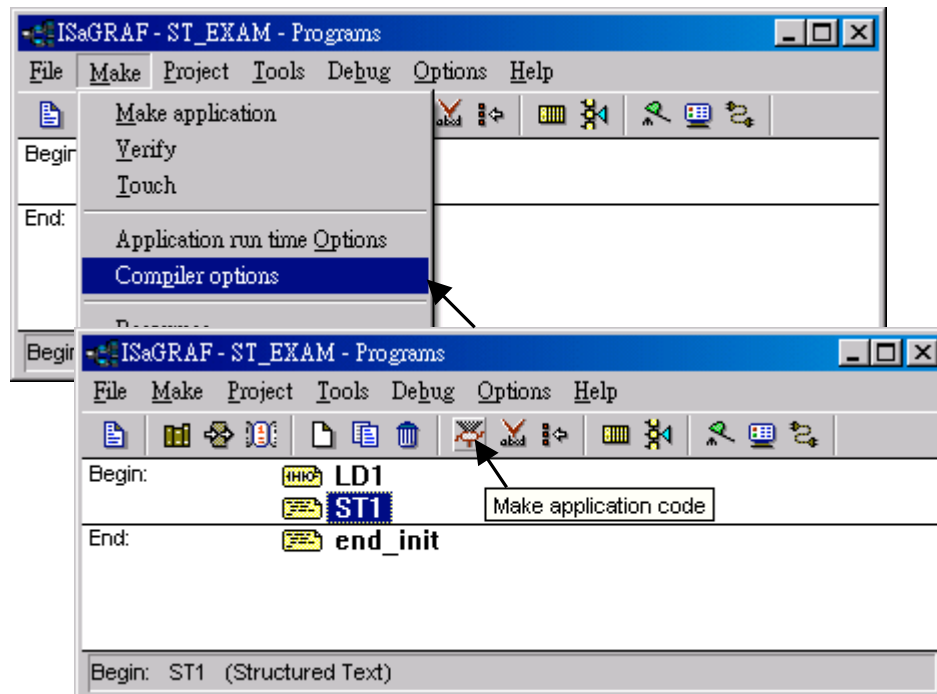 ISaGRAF - ST_EXAM - Programs
File Make Project Tools Debug Options Help
Make application
Verify
Touch
Application run time Options
Compiler options
Begin
End:
Begin
ISaGRAF - ST_EXAM - Programs
File Make Project Tools Debug Options Help
Begin: LD1
ST1
Make application code
End: end_init
Begin: ST1 (Structured Text)